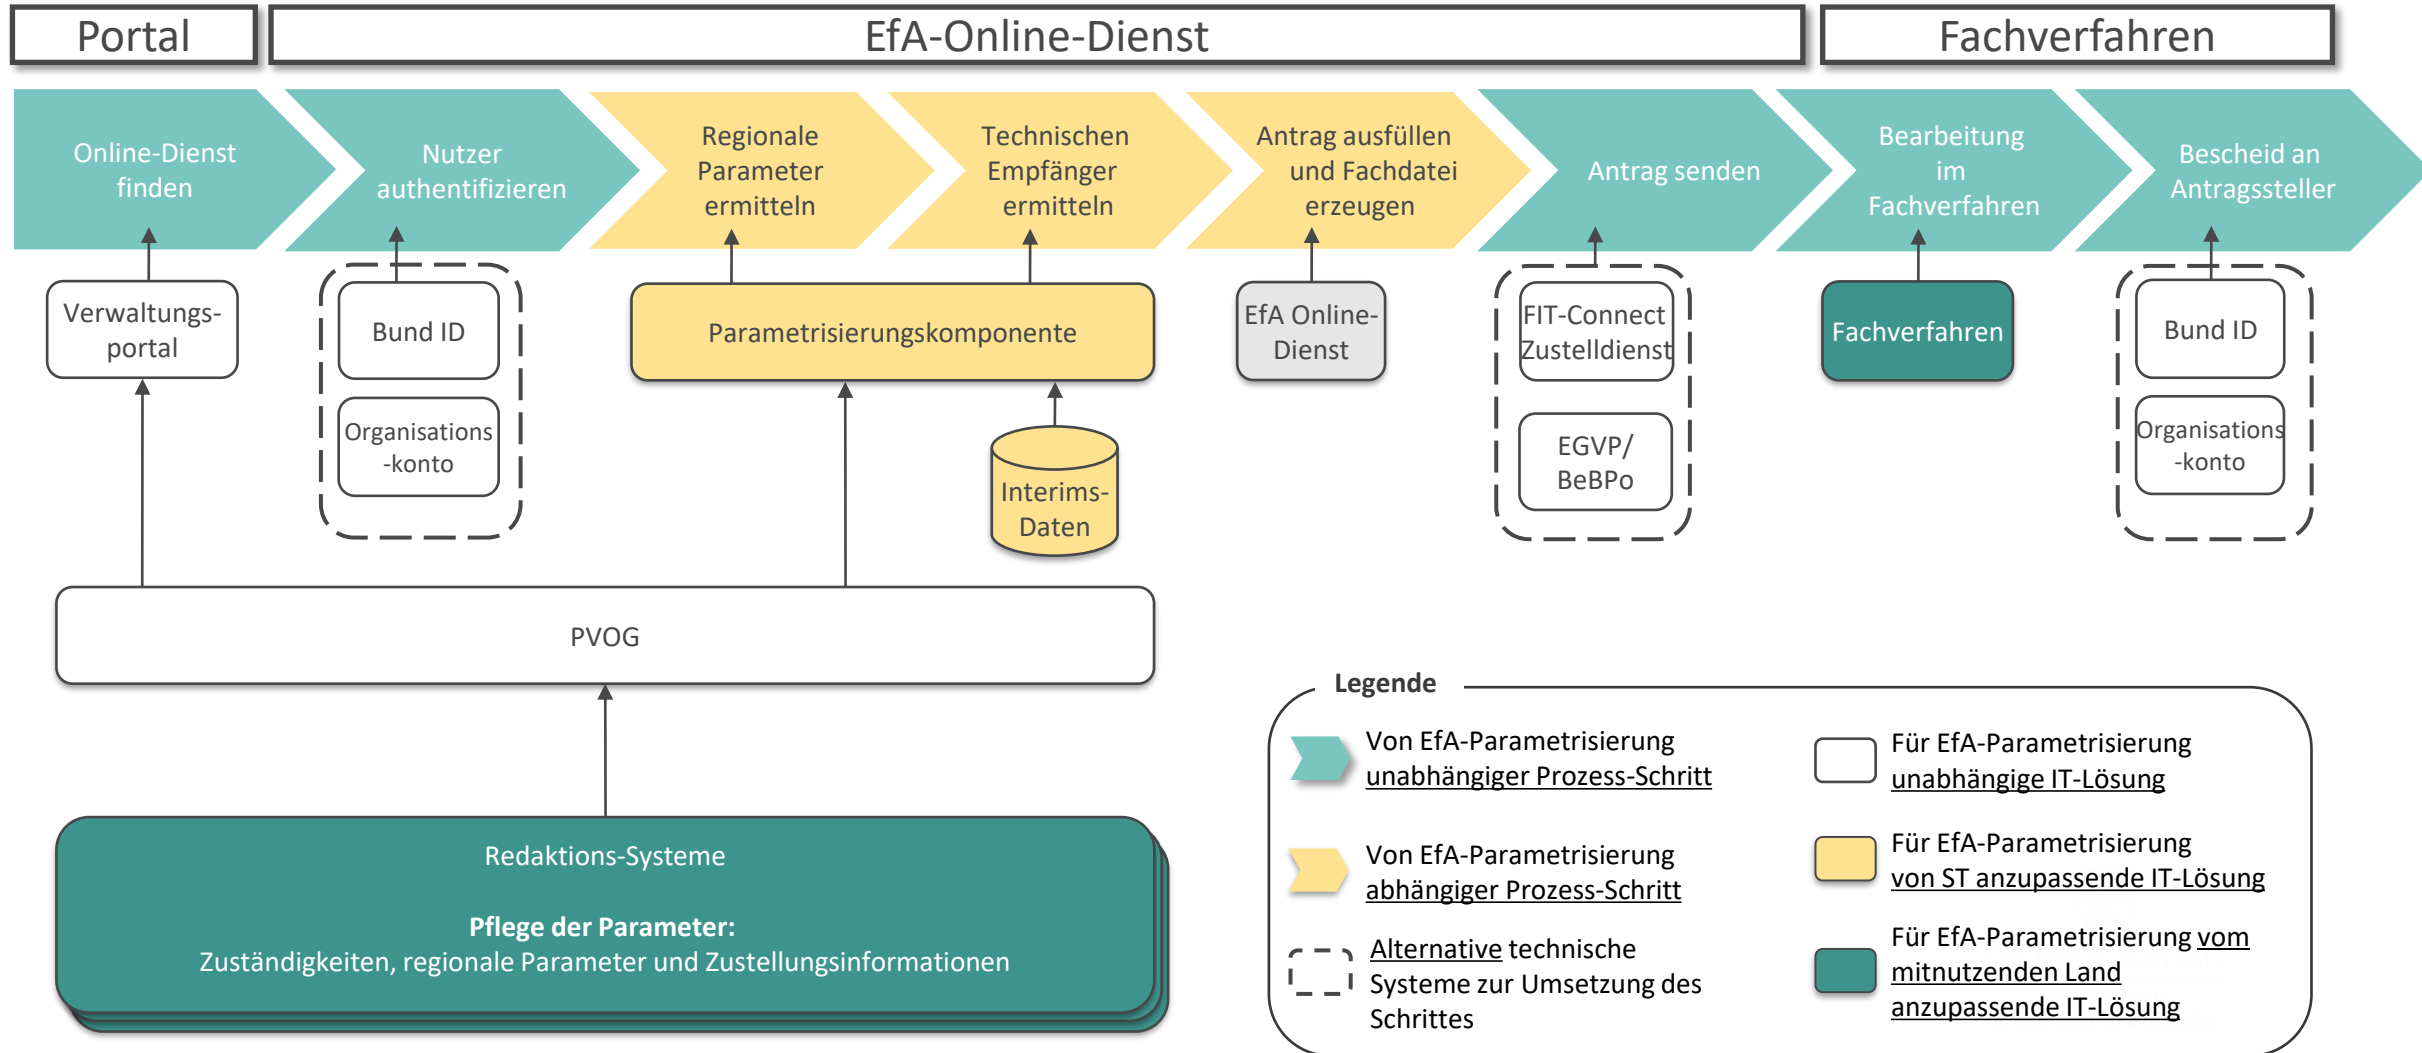 Portal
EfA-Online-Dienst
Fachverfahren
Online-Dienst
finden
Nutzer
authentifizieren
Regionale
Parameter
ermitteln
Technischen
Empfänger
ermitteln
Antrag ausfüllen
und Fachdatei
erzeugen
Antrag senden
Bearbeitung
im
Fachverfahren
Bescheid an
Antragssteller
Verwaltungs-
portal
Bund ID
Organisations
-konto
Parametrisierungskomponente
Interims-
Daten
EfA Online-
Dienst
FIT-Connect
Zustelldienst
EGVP/
BeBPo
Fachverfahren
Bund ID
Organisations
-konto
PVOG
Redaktions-Systeme
Pflege der Parameter:
Zuständigkeiten, regionale Parameter und Zustellungsinformationen
Legende
Von EfA-Parametrisierung
unabhängiger Prozess-Schritt
Von EfA-Parametrisierung
abhängiger Prozess-Schritt
Alternative technische
Systeme zur Umsetzung des
Schrittes
Für EfA-Parametrisierung
unabhängige IT-Lösung
Für EfA-Parametrisierung
von ST anzupassende IT-Lösung
Für EfA-Parametrisierung vom
mitnutzenden Land
anzupassende IT-Lösung